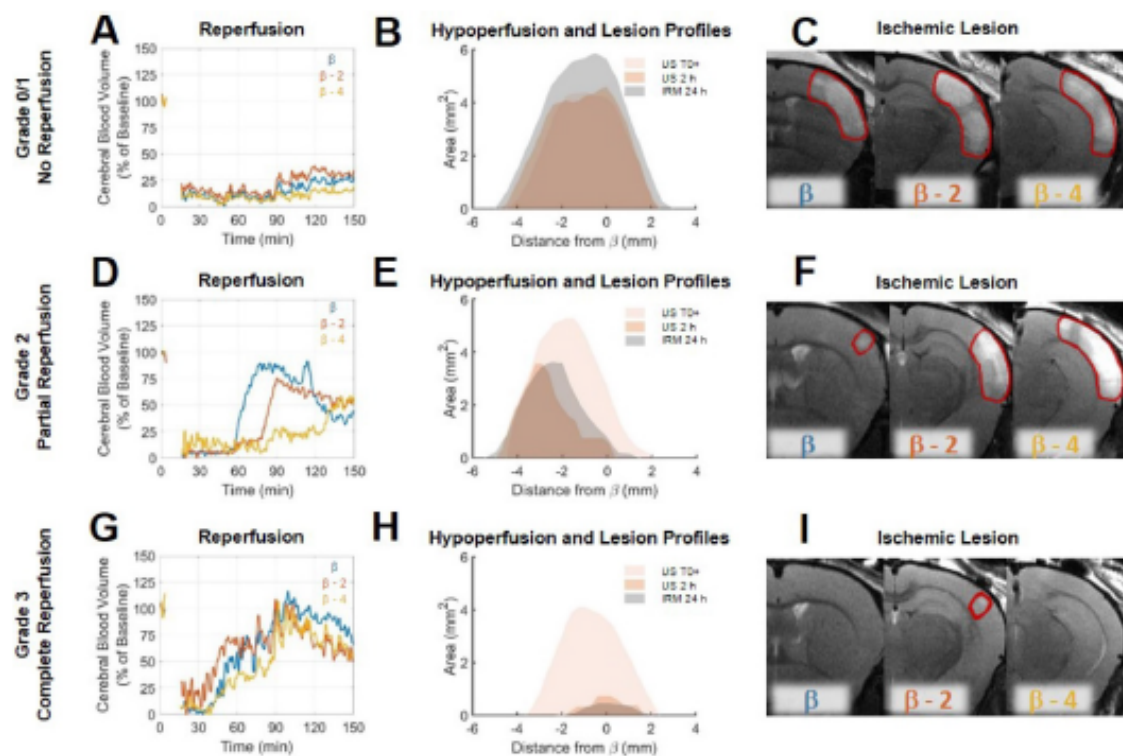 Grade 0/1
No Reperfusion
A
Reperfusion
Cerebral Blood Volume
(% of Baseline)
150
125
100
75
50
25
0
β
β - 2
β - 4
0 30 60 90 120 150
Time (min)
B
Hypoperfusion and Lesion Profiles
Area (mm²)
6
4
2
0
US T0+
US 2 h
IRM 24 h
-6 -4 -2 0 2 4
Distance from β (mm)
C
Ischemic Lesion
β
β - 2
β - 4
Grade 2
Partial Reperfusion
D
Reperfusion
Cerebral Blood Volume
(% of Baseline)
150
125
100
75
50
25
0
β
β - 2
β - 4
0 30 60 90 120 150
Time (min)
E
Hypoperfusion and Lesion Profiles
Area (mm²)
6
4
2
0
US T0+
US 2 h
IRM 24 h
-6 -4 -2 0 2 4
Distance from β (mm)
F
Ischemic Lesion
β
β - 2
β - 4
Grade 3
Complete Reperfusion
G
Reperfusion
Cerebral Blood Volume
(% of Baseline)
150
125
100
75
50
25
0
β
β - 2
β - 4
0 30 60 90 120 150
Time (min)
H
Hypoperfusion and Lesion Profiles
Area (mm²)
6
4
2
0
US T0+
US 2 h
IRM 24 h
-6 -4 -2 0 2 4
Distance from β (mm)
I
Ischemic Lesion
β
β - 2
β - 4